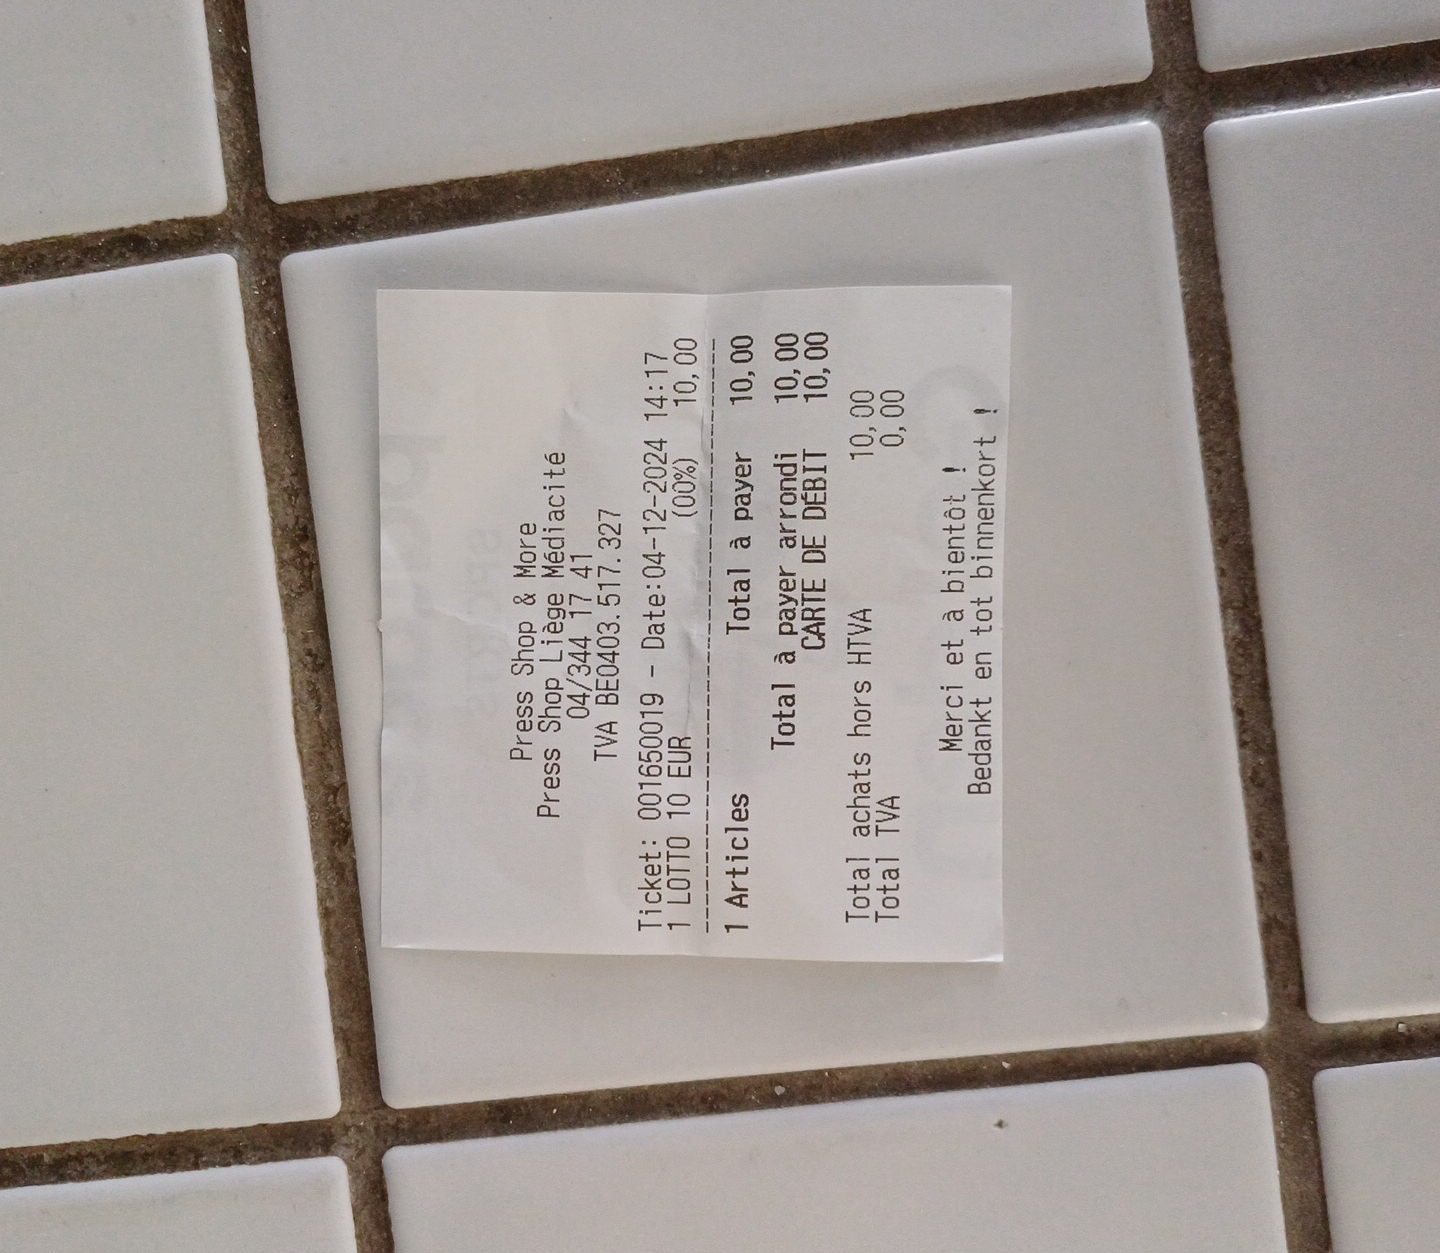 Press Shop & More
Press Shop Liège Médiacité
04/344 17 41
TVA BE0403.517.327
Ticket: 001650019 - Date:04-12-2024 14:17
1 LOTTO 10 EUR (00%) 10,00
1 Articles Total à payer 10,00
Total à payer arrondi 10,00
CARTE DE DÉBIT 10,00
Total achats hors HTVA 10,00
Total TVA 0,00
Merci et à bientôt !
Bedankt en tot binnenkort !